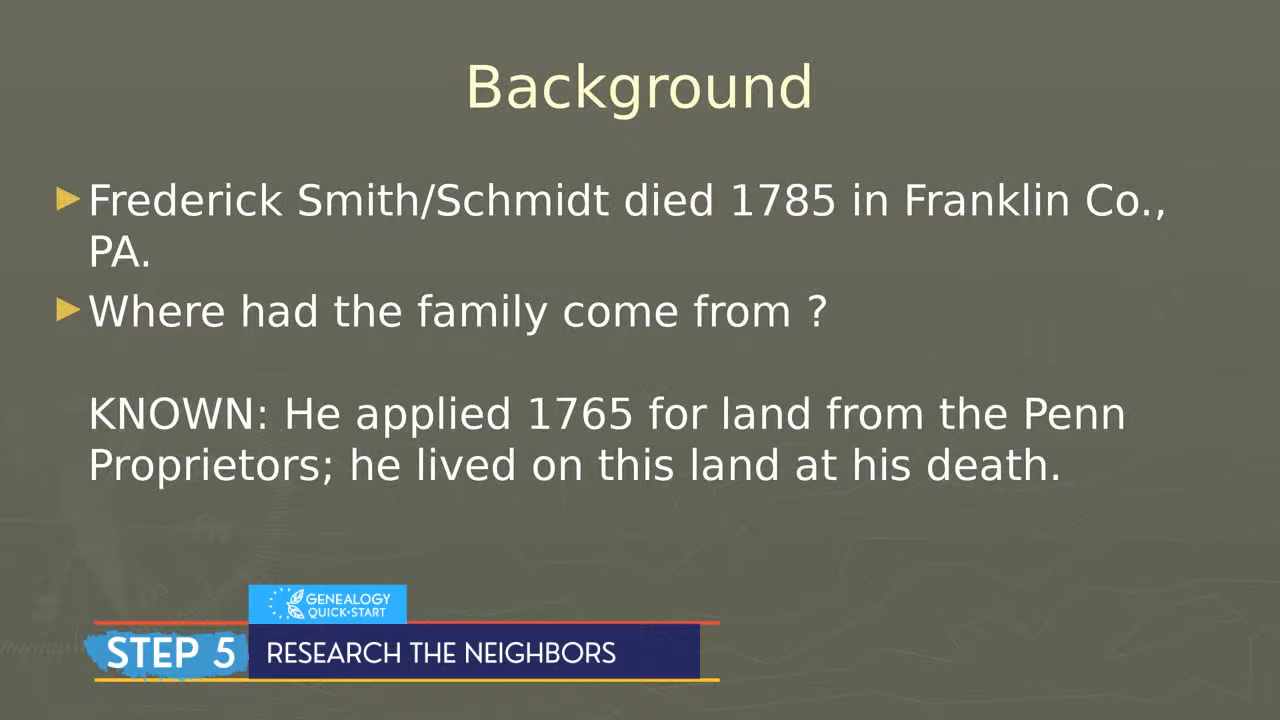 Background
Frederick Smith/Schmidt died 1785 in Franklin Co.,
PA.
Where had the family come from ?
KNOWN: He applied 1765 for land from the Penn
Proprietors; he lived on this land at his death.
GENEALOGY
QUICK•START
STEP 5
RESEARCH THE NEIGHBORS